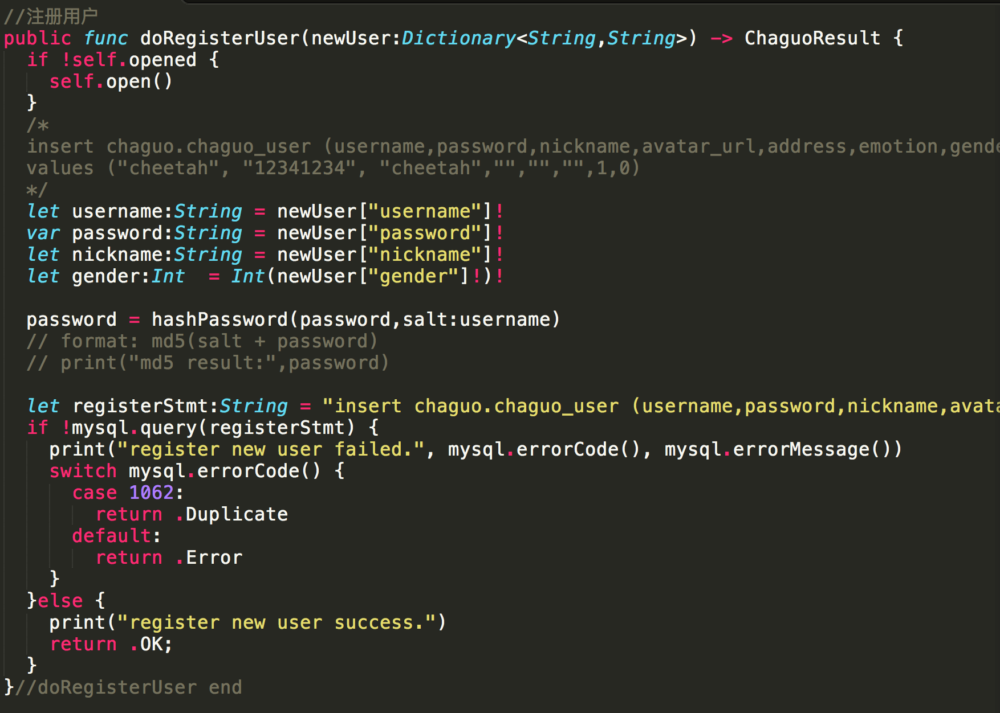 //注册用户
public func doRegisterUser(newUser:Dictionary<String,String>) -> ChaguoResult {
if !self.opened {
self.open()
}
/*
insert chaguo.chaguo_user (username,password,nickname,avatar_url,address,emotion,gende
values ("cheetah", "12341234", "cheetah","","","",1,0)
*/
let username:String = newUser["username"]!
var password:String = newUser["password"]!
let nickname:String = newUser["nickname"]!
let gender:Int  = Int(newUser["gender"]!)!
password = hashPassword(password,salt:username)
// format: md5(salt + password)
// print("md5 result:",password)
let registerStmt:String = "insert chaguo.chaguo_user (username,password,nickname,avata
if !mysql.query(registerStmt) {
print("register new user failed.", mysql.errorCode(), mysql.errorMessage())
switch mysql.errorCode() {
case 1062:
return .Duplicate
default:
return .Error
}
}else {
print("register new user success.")
return .OK;
}
}//doRegisterUser end